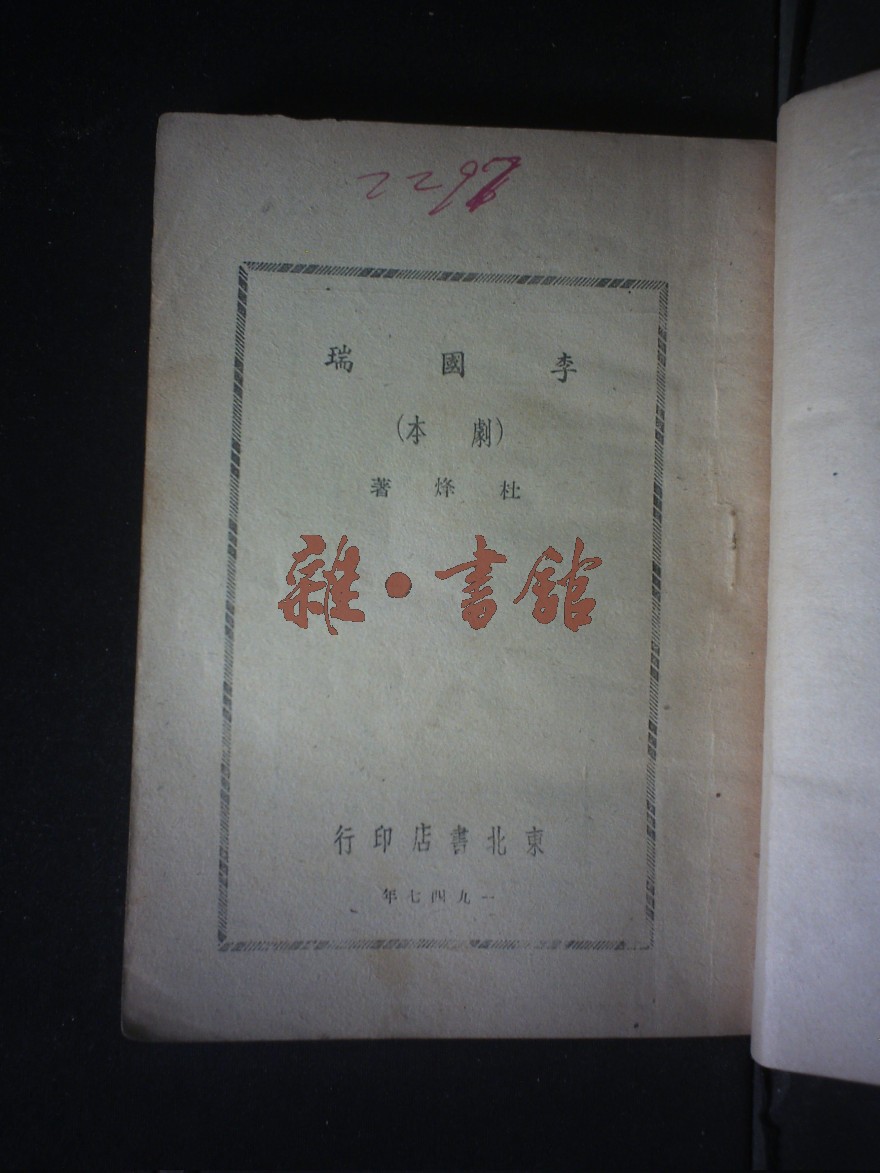 2297
李國瑞
(劇本)
杜烽著
雜·書館
東北書店印行
一九四七年